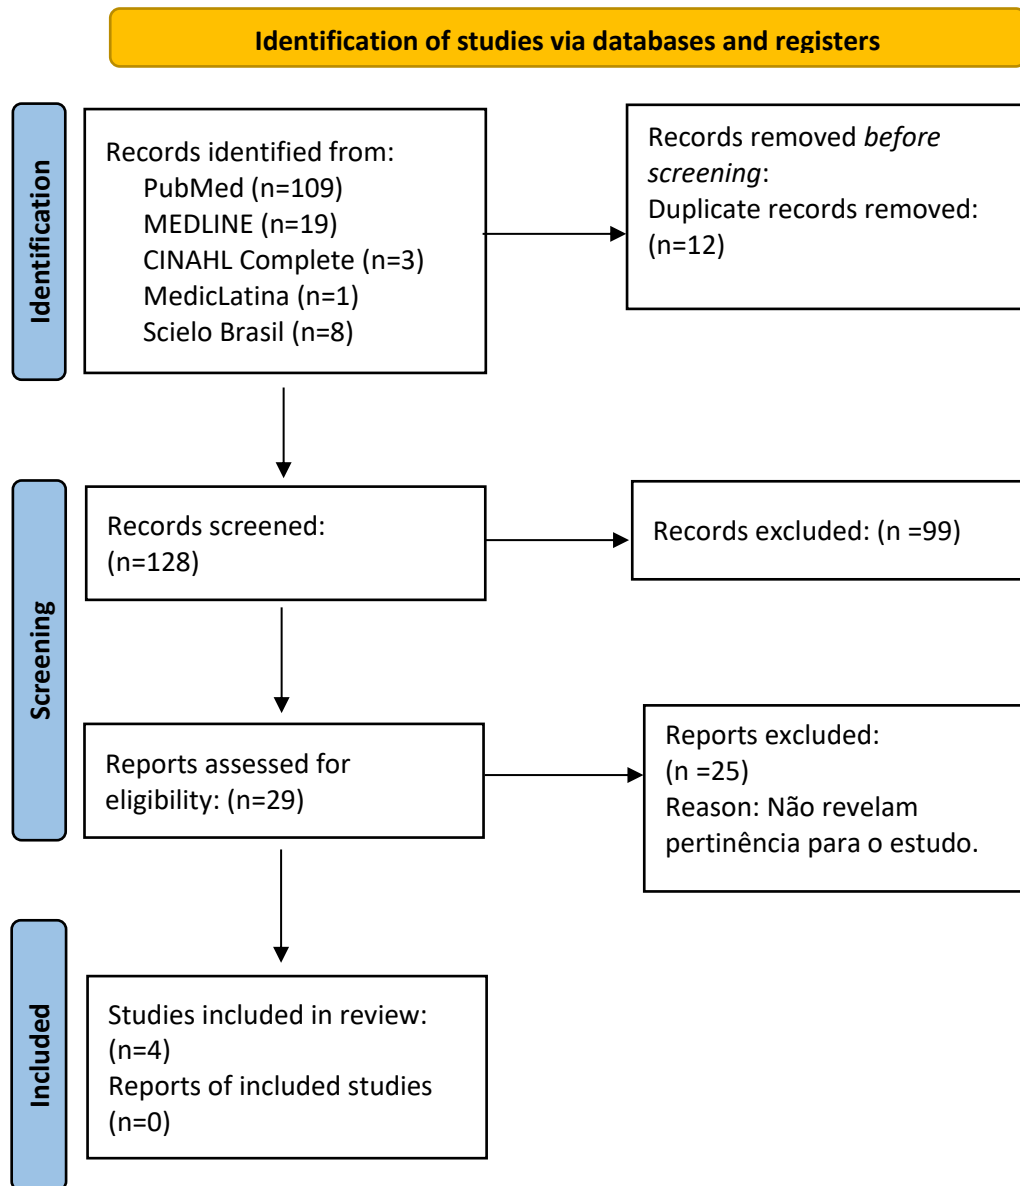 Identification of studies via databases and registers
Identification
Records identified from:
PubMed (n=109)
MEDLINE (n=19)
CINAHL Complete (n=3)
MedicLatina (n=1)
Scielo Brasil (n=8)
Records removed before
screening:
Duplicate records removed:
(n=12)
Screening
Records screened:
(n=128)
Records excluded: (n =99)
Reports assessed for
eligibility: (n=29)
Reports excluded:
(n =25)
Reason: Não revelam
pertinência para o estudo.
Included
Studies included in review:
(n=4)
Reports of included studies
(n=0)